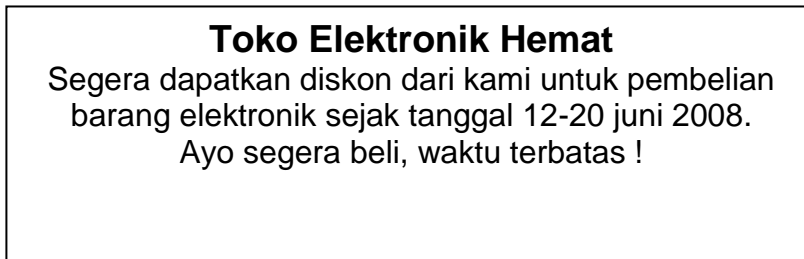 Toko Elektronik Hemat
Segera dapatkan diskon dari kami untuk pembelian
barang elektronik sejak tanggal 12-20 juni 2008.
Ayo segera beli, waktu terbatas !